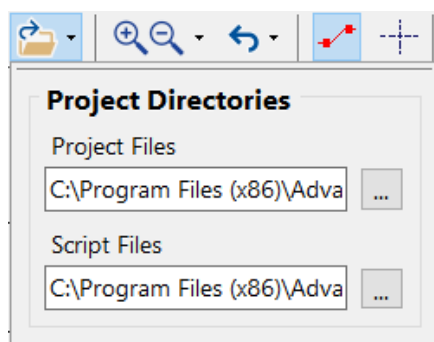 Project Directories
Project Files
C:\Program Files (x86)\Adva
...
Script Files
C:\Program Files (x86)\Adva
...